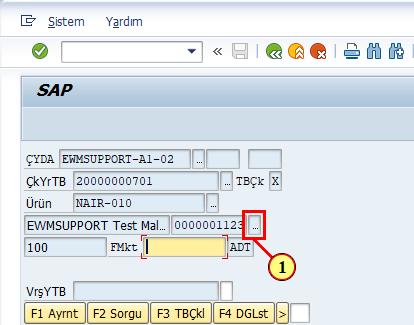 Sistem Yardım
SAP
ÇYDA EWMSUPPORT-A1-02 ..
ÇkYrTB 20000000701 .. TBÇk X
Ürün NAIR-010 ..
EWMSUPPORT Test Mal.. 0000001123 ..
1
100 FMkt ADT
VrşYTB
F1 Ayrnt F2 Sorgu F3 TBÇkl F4 DGLst >